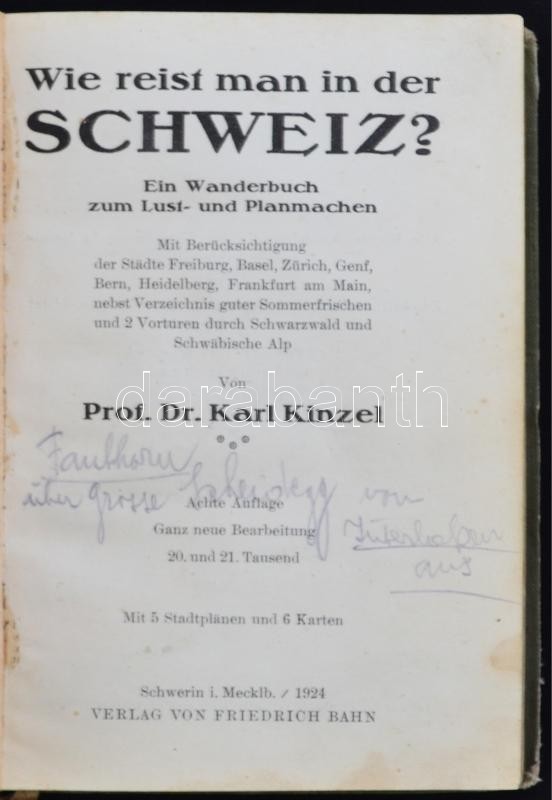 Wie reist man in der
SCHWEIZ?
Ein Wanderbuch
zum Lust- und Planmachen
Mit Berücksichtigung
der Städte Freiburg, Basel, Zürich, Genf,
Bern, Heidelberg, Frankfurt am Main,
nebst Verzeichnis guter Sommerfrischen
und 2 Vorturen durch Schwarzwald und
Schwäbische Alp
Von
darabanth
Prof. Dr. Karl Kinzel
Faulhorn
über Grosse Scheidegg von
Interlaken
aus
Achte Auflage
Ganz neue Bearbeitung
20. und 21. Tausend
Mit 5 Stadtplänen und 6 Karten
Schwerin i. Mecklb. / 1924
VERLAG VON FRIEDRICH BAHN